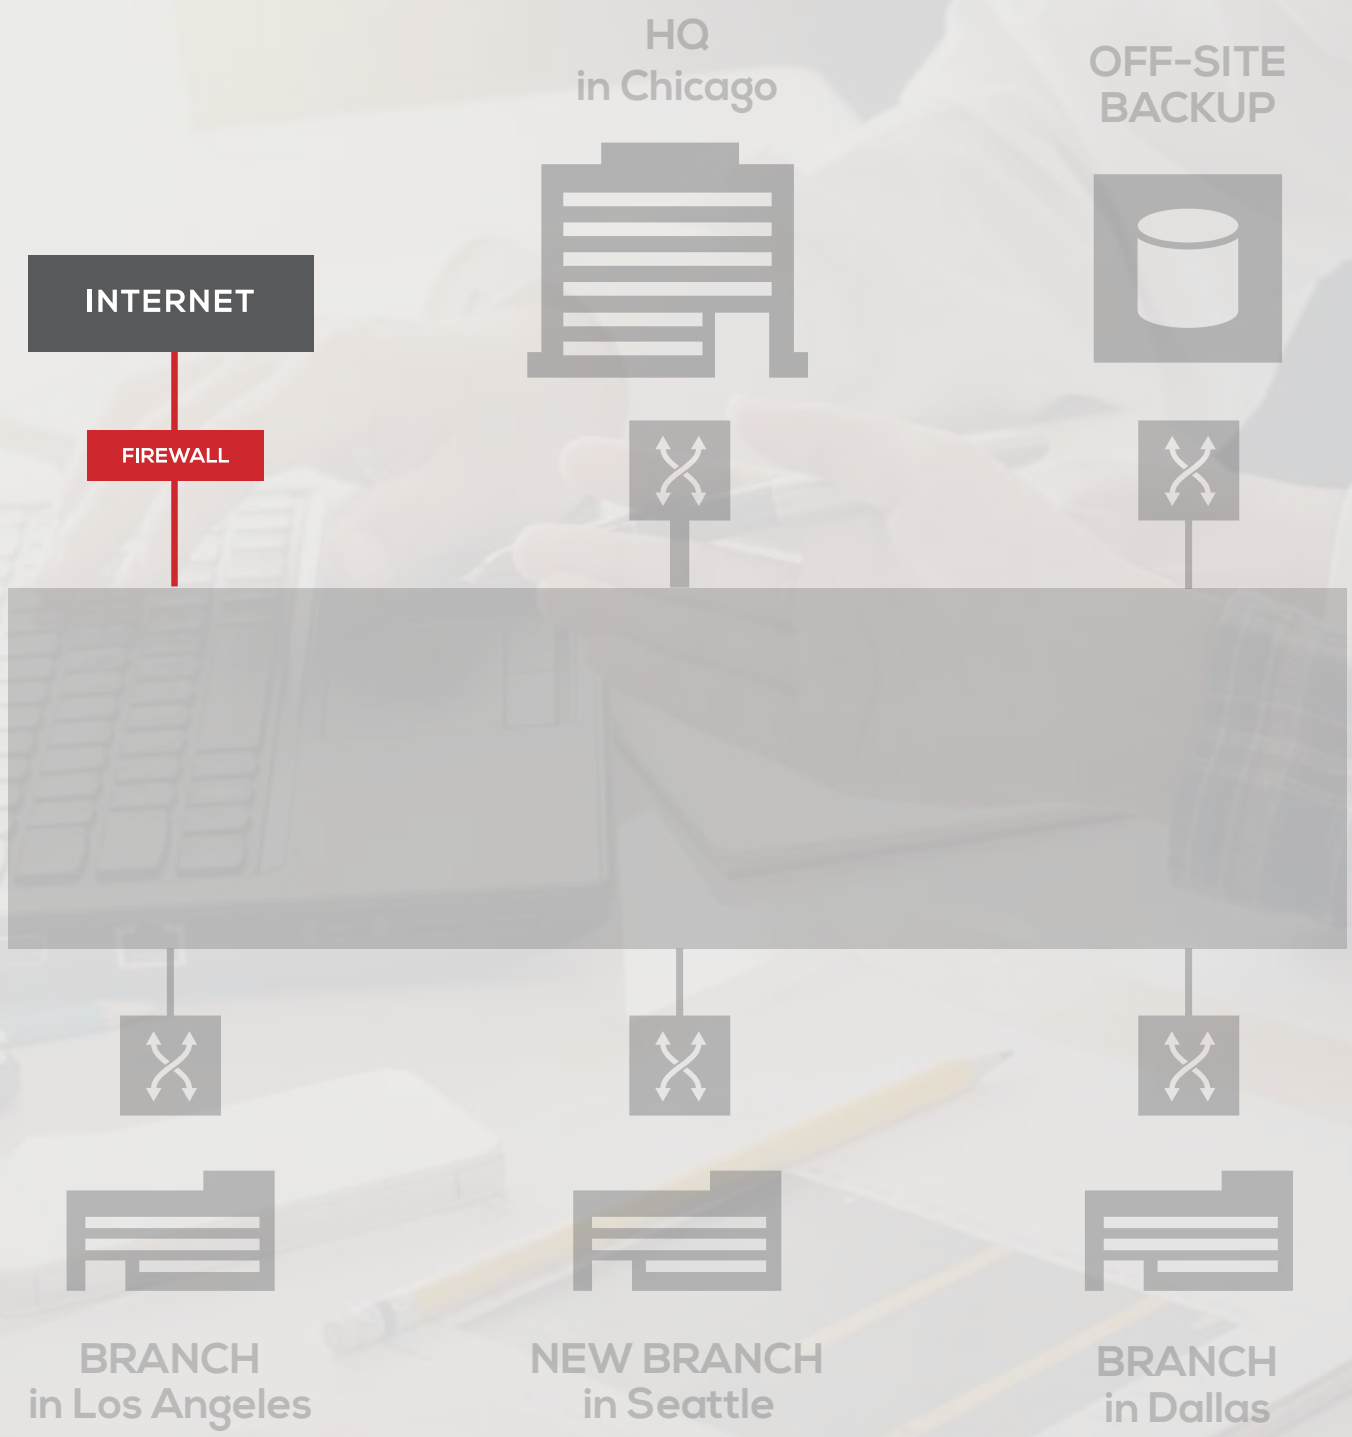 HQ
in Chicago
OFF-SITE
BACKUP
INTERNET
FIREWALL
BRANCH
in Los Angeles
NEW BRANCH
in Seattle
BRANCH
in Dallas